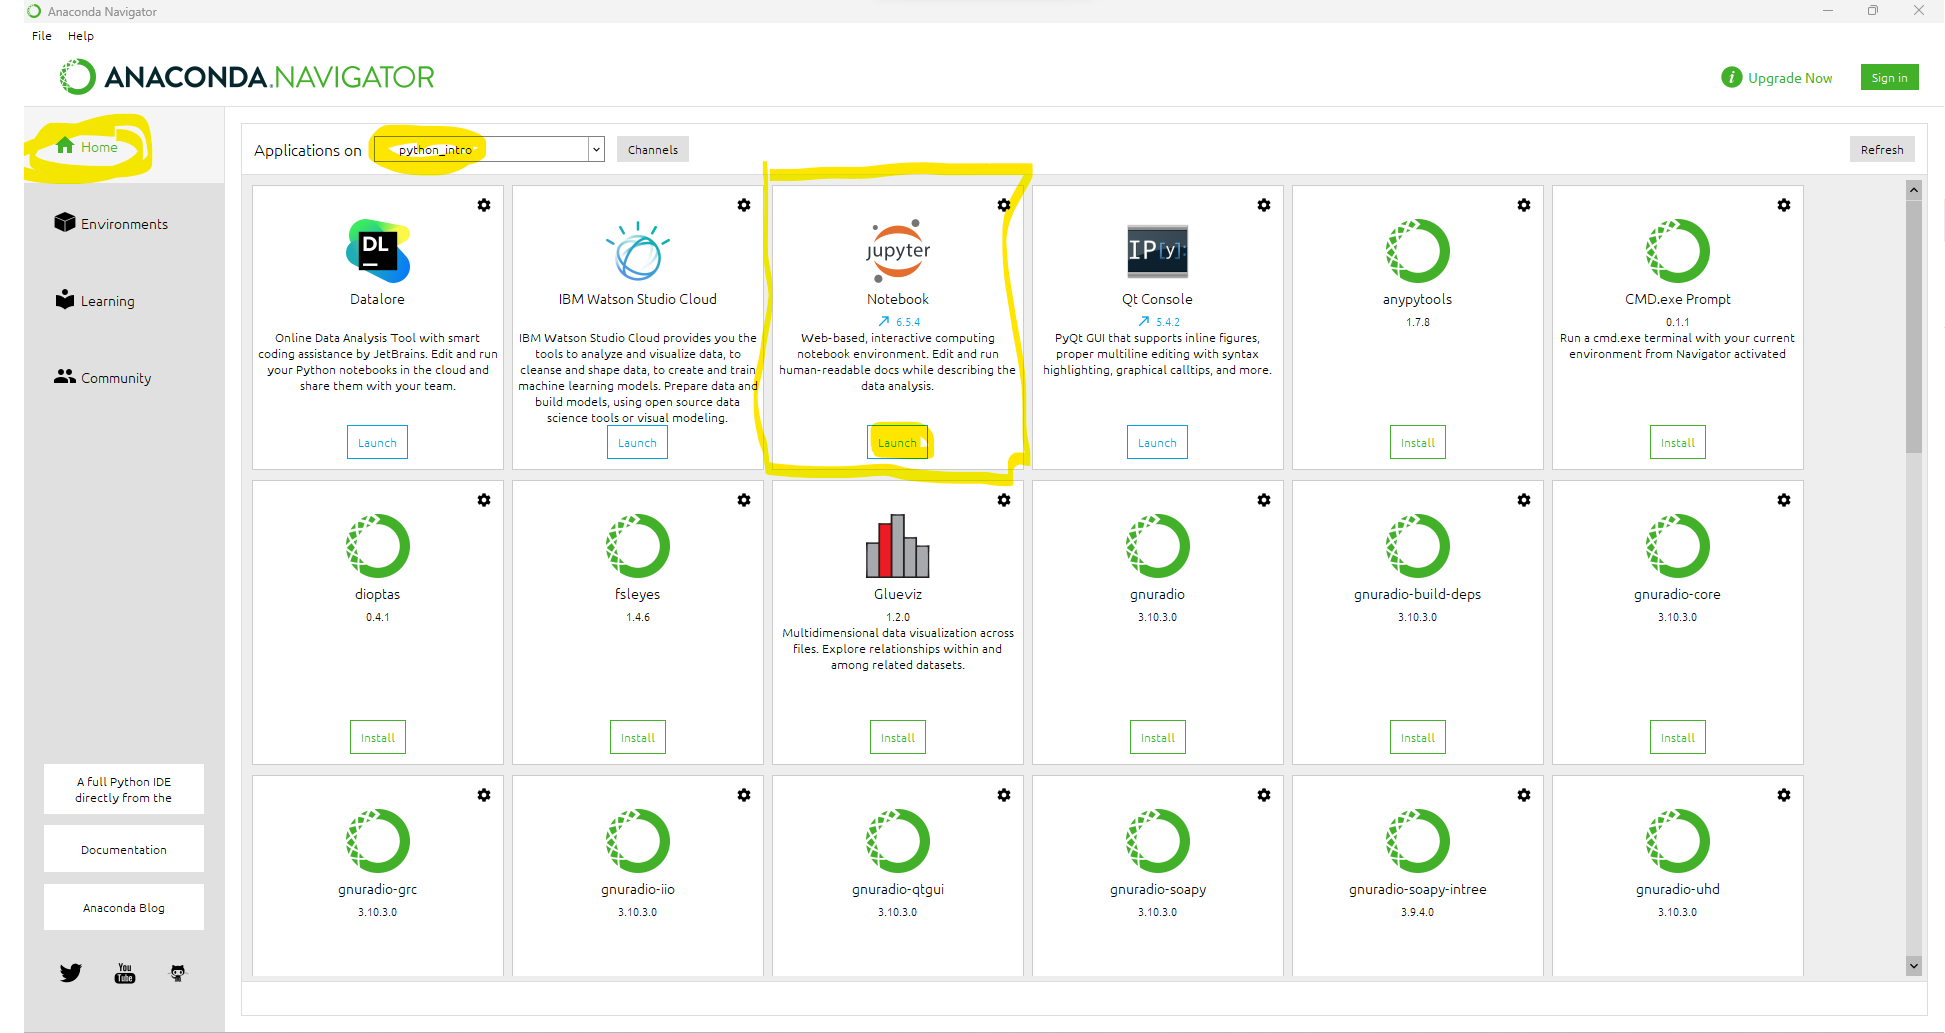 Anaconda Navigator
File Help
ANACONDA.NAVIGATOR
i Upgrade Now Sign in
Home
Environments
Learning
Community
A full Python IDE
directly from the
Documentation
Anaconda Blog
You
Tube
Applications on python_intro Channels Refresh
DL
Datalore
Online Data Analysis Tool with smart
coding assistance by JetBrains. Edit and run
your Python notebooks in the cloud and
share them with your team.
Launch
IBM Watson Studio Cloud
IBM Watson Studio Cloud provides you the
tools to analyze and visualize data, to
cleanse and shape data, to create and train
machine learning models. Prepare data and
build models, using open source data
science tools or visual modeling.
Launch
jupyter
Notebook
6.5.4
Web-based, interactive computing
notebook environment. Edit and run
human-readable docs while describing the
data analysis.
Launch
IP[y]:
Qt Console
5.4.2
PyQt GUI that supports inline figures,
proper multiline editing with syntax
highlighting, graphical calltips, and more.
Launch
anypytools
1.7.8
Install
CMD.exe Prompt
0.1.1
Run a cmd.exe terminal with your current
environment from Navigator activated
Install
dioptas
0.4.1
Install
fsleyes
1.4.6
Install
Glueviz
1.2.0
Multidimensional data visualization across
files. Explore relationships within and
among related datasets.
Install
gnuradio
3.10.3.0
Install
gnuradio-build-deps
3.10.3.0
Install
gnuradio-core
3.10.3.0
Install
gnuradio-grc
3.10.3.0
gnuradio-iio
3.10.3.0
gnuradio-qtgui
3.10.3.0
gnuradio-soapy
3.10.3.0
gnuradio-soapy-intree
3.9.4.0
gnuradio-uhd
3.10.3.0